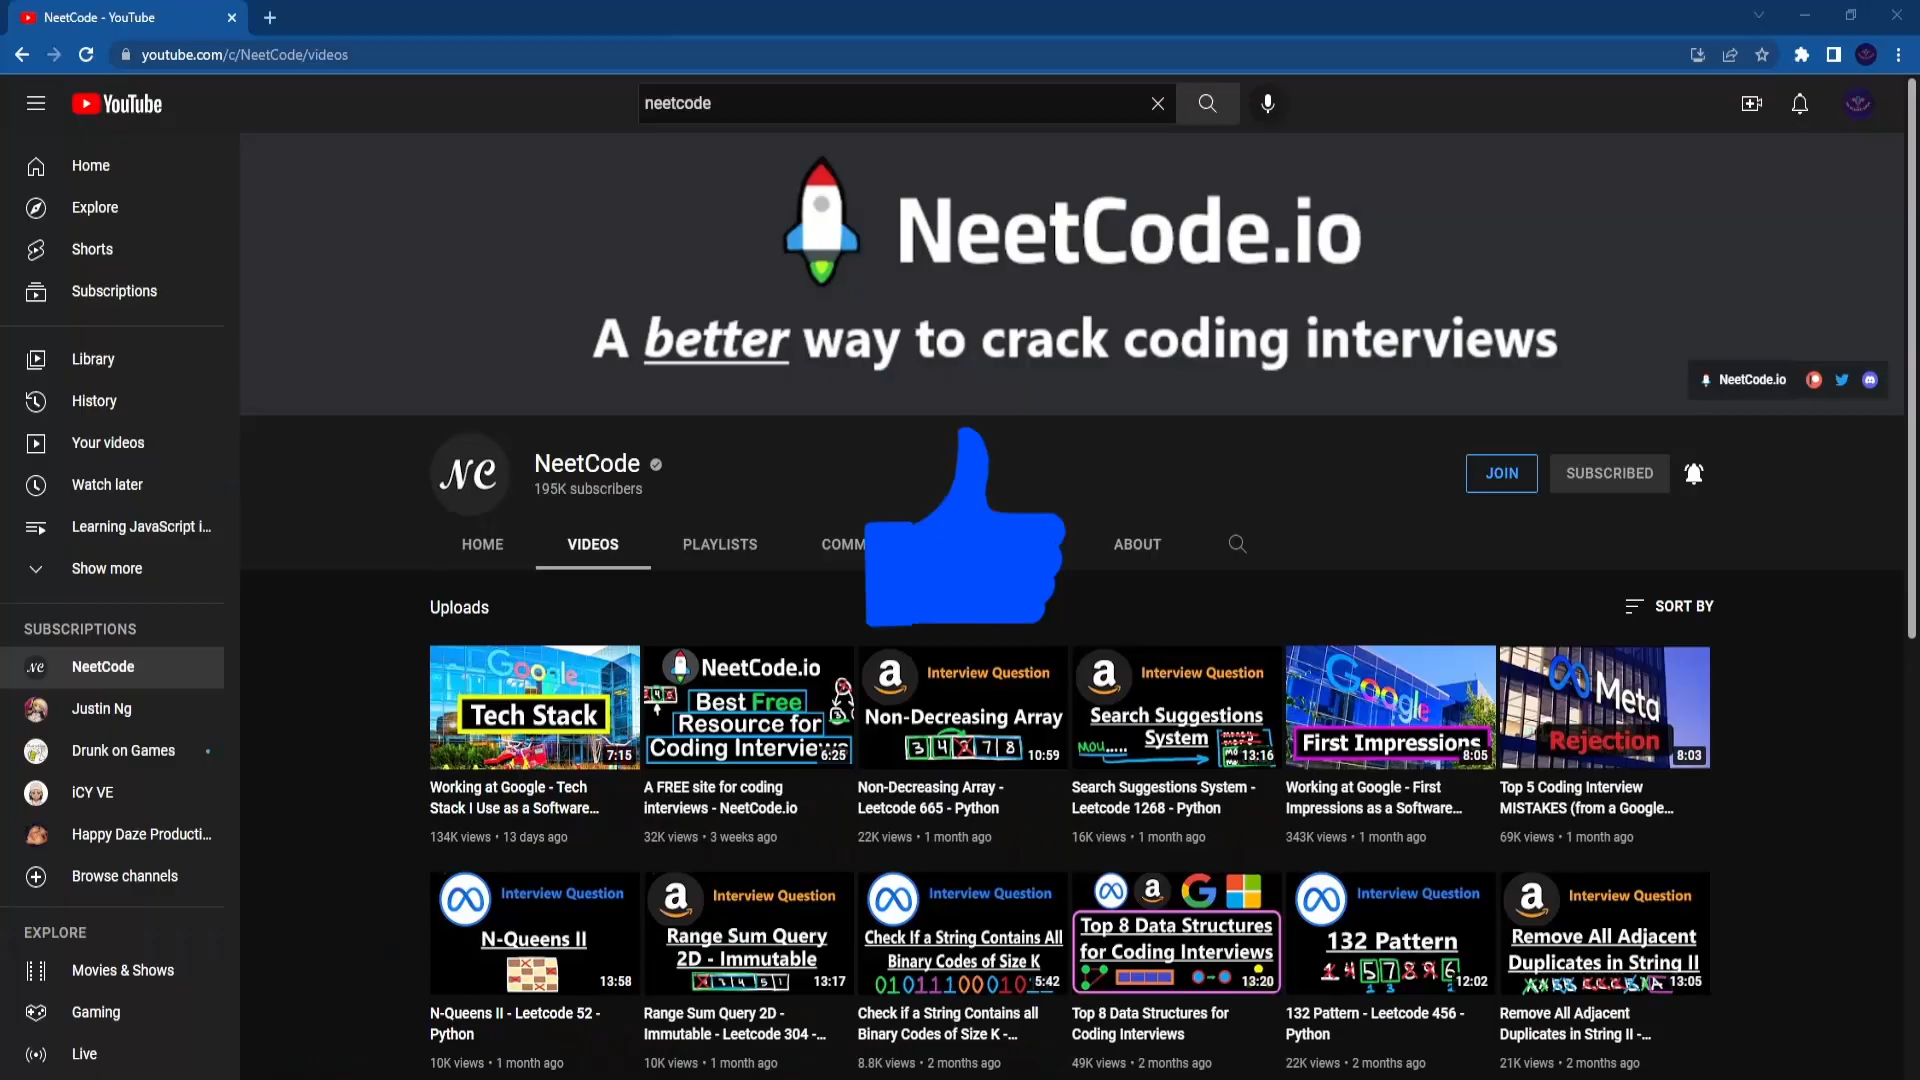 NeetCode - YouTube
youtube.com/c/NeetCode/videos
YouTube
neetcode
Home
Explore
Shorts
Subscriptions
Library
History
Your videos
Watch later
Learning JavaScript i...
Show more
SUBSCRIPTIONS
NeetCode
Justin Ng
Drunk on Games
iCY VE
Happy Daze Producti...
Browse channels
EXPLORE
Movies & Shows
Gaming
Live
NeetCode.io
A better way to crack coding interviews
NeetCode.io
NC
NeetCode
195K subscribers
JOIN
SUBSCRIBED
HOME
VIDEOS
PLAYLISTS
COMM
ABOUT
Uploads
SORT BY
Google
Tech Stack
7:15
Working at Google - Tech
Stack I Use as a Software...
134K views • 13 days ago
NeetCode.io
Best Free
Resource for
Coding Interviews
6:25
A FREE site for coding
interviews - NeetCode.io
32K views • 3 weeks ago
Interview Question
Non-Decreasing Array
3 4 2 7 8
10:59
Non-Decreasing Array -
Leetcode 665 - Python
22K views • 1 month ago
Interview Question
Search Suggestions
System
MOU.....
13:16
Search Suggestions System -
Leetcode 1268 - Python
16K views • 1 month ago
Google
First Impressions
8:05
Working at Google - First
Impressions as a Software...
343K views • 1 month ago
Meta
Rejection
8:03
Top 5 Coding Interview
MISTAKES (from a Google...
69K views • 1 month ago
Interview Question
N-Queens II
13:58
N-Queens II - Leetcode 52 -
Python
10K views • 1 month ago
Interview Question
Range Sum Query
2D - Immutable
13:17
Range Sum Query 2D -
Immutable - Leetcode 304 -...
10K views • 1 month ago
Interview Question
Check If a String Contains All
Binary Codes of Size K
5:42
Check if a String Contains all
Binary Codes of Size K -...
8.8K views • 2 months ago
Top 8 Data Structures
for Coding Interviews
13:20
Top 8 Data Structures for
Coding Interviews
49K views • 2 months ago
Interview Question
132 Pattern
12:02
132 Pattern - Leetcode 456 -
Python
22K views • 2 months ago
Interview Question
Remove All Adjacent
Duplicates in String II
13:05
Remove All Adjacent
Duplicates in String II -...
21K views • 2 months ago